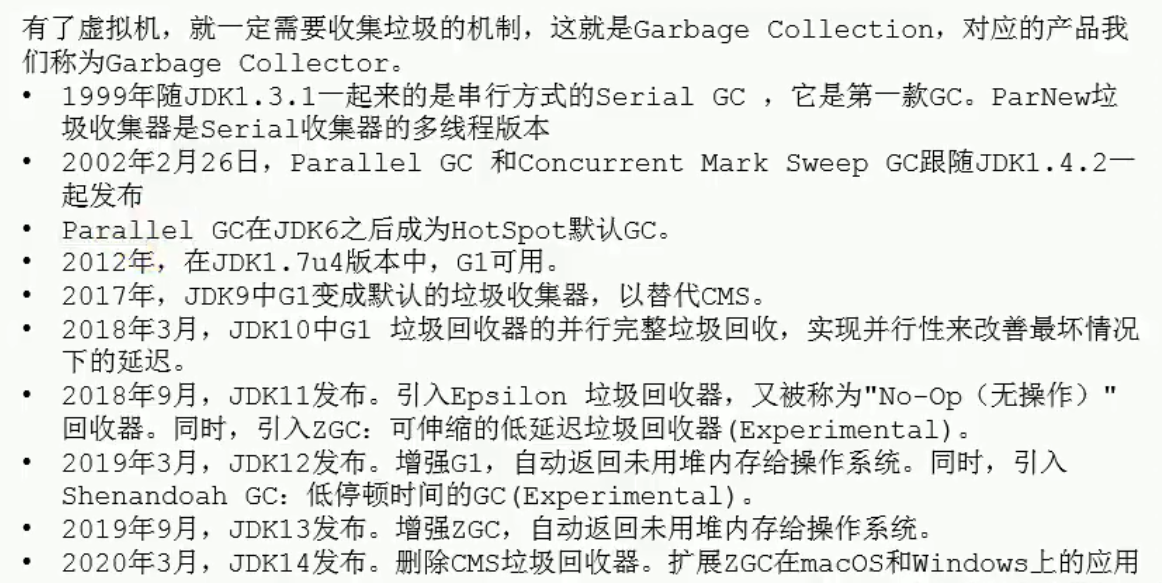 有了虚拟机，就一定需要收集垃圾的机制，这就是Garbage Collection，对应的产品我
们称为Garbage Collector。
• 1999年随JDK1.3.1一起来的是串行方式的Serial GC ，它是第一款GC。ParNew垃
圾收集器是Serial收集器的多线程版本
• 2002年2月26日，Parallel GC 和Concurrent Mark Sweep GC跟随JDK1.4.2一
起发布
• Parallel GC在JDK6之后成为HotSpot默认GC。
• 2012年，在JDK1.7u4版本中，G1可用。
• 2017年，JDK9中G1变成默认的垃圾收集器，以替代CMS。
• 2018年3月，JDK10中G1 垃圾回收器的并行完整垃圾回收，实现并行性来改善最坏情况
下的延迟。
• 2018年9月，JDK11发布。引入Epsilon 垃圾回收器，又被称为"No-Op（无操作）"
回收器。同时，引入ZGC：可伸缩的低延迟垃圾回收器(Experimental)。
• 2019年3月，JDK12发布。增强G1，自动返回未用堆内存给操作系统。同时，引入
Shenandoah GC：低停顿时间的GC(Experimental)。
• 2019年9月，JDK13发布。增强ZGC，自动返回未用堆内存给操作系统。
• 2020年3月，JDK14发布。删除CMS垃圾回收器。扩展ZGC在macOS和Windows上的应用